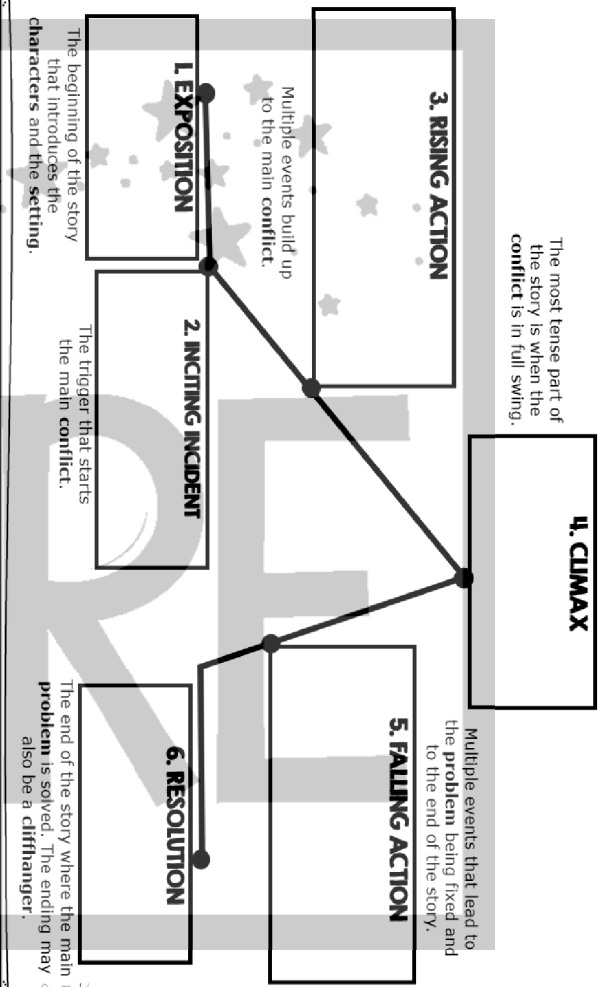 1. EXPOSITION
The beginning of the story
that introduces the
characters and the setting.
2. INCITING INCIDENT
The trigger that starts
the main conflict.
3. RISING ACTION
Multiple events build up
to the main conflict.
4. CLIMAX
The most tense part of
the story is when the
conflict is in full swing.
5. FALLING ACTION
Multiple events that lead to
the problem being fixed and
to the end of the story.
6. RESOLUTION
The end of the story where the main
problem is solved. The ending may
also be a cliffhanger.
RE